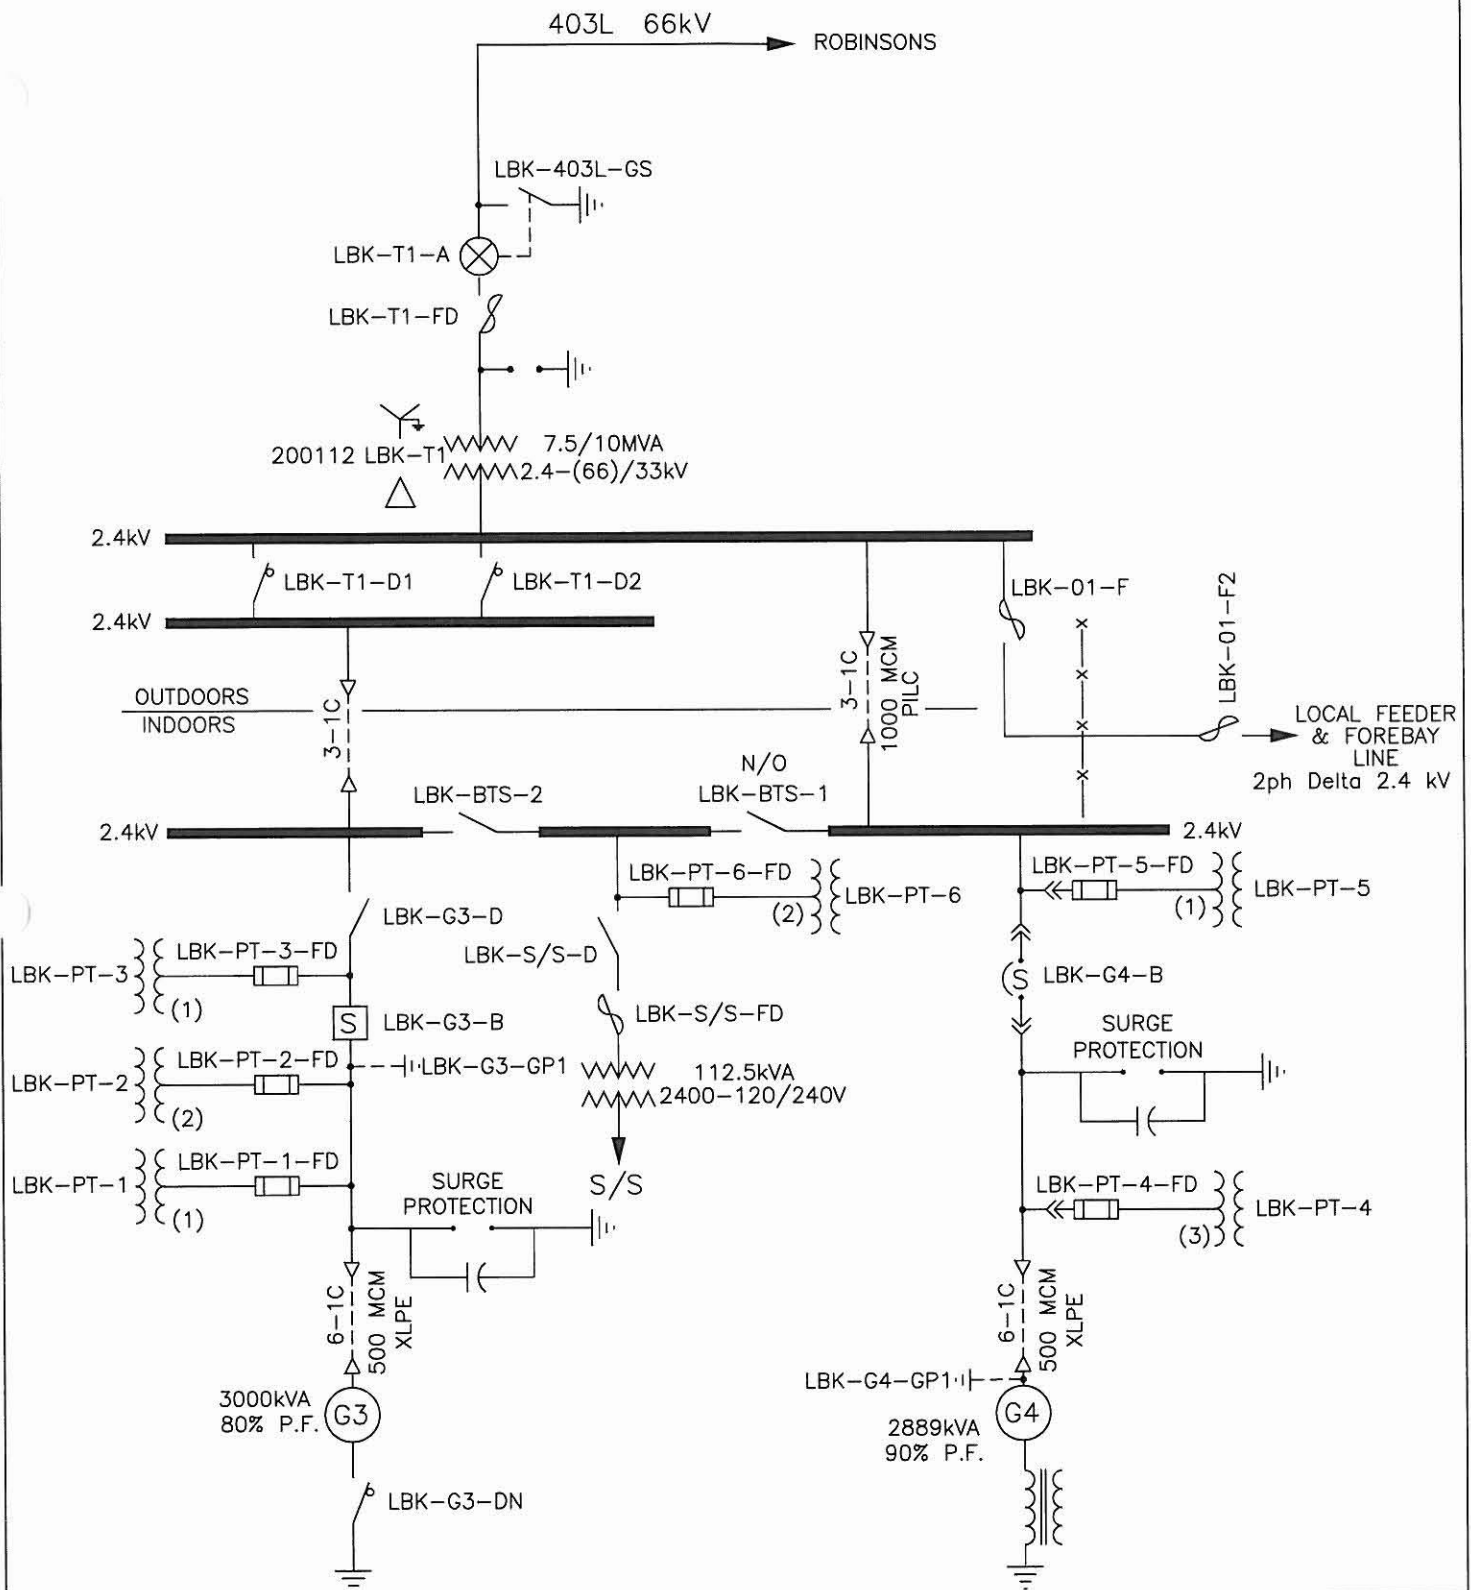 403L 66kV
ROBINSONS
LBK-403L-GS
LBK-T1-A
LBK-T1-FD
200112 LBK-T1
7.5/10MVA
2.4-(66)/33kV
2.4kV
LBK-T1-D1
LBK-T1-D2
LBK-01-F
LBK-01-F2
2.4kV
OUTDOORS
INDOORS
3-1C
3-1C
1000 MCM
PILC
LOCAL FEEDER
& FOREBAY
LINE
2ph Delta 2.4 kV
LBK-BTS-2
N/O
LBK-BTS-1
2.4kV
2.4kV
LBK-PT-6-FD
(2)
LBK-PT-6
LBK-PT-5-FD
(1)
LBK-PT-5
LBK-G3-D
LBK-S/S-D
LBK-PT-3
LBK-PT-3-FD
(1)
S
LBK-G4-B
S
LBK-G3-B
LBK-S/S-FD
SURGE
PROTECTION
LBK-PT-2
LBK-PT-2-FD
(2)
LBK-G3-GP1
112.5kVA
2400-120/240V
LBK-PT-1
LBK-PT-1-FD
(1)
SURGE
PROTECTION
S/S
LBK-PT-4-FD
(3)
LBK-PT-4
6-1C
500 MCM
XLPE
6-1C
500 MCM
XLPE
LBK-G4-GP1
3000kVA
80% P.F.
G3
2889kVA
90% P.F.
G4
LBK-G3-DN
x
x
x
x